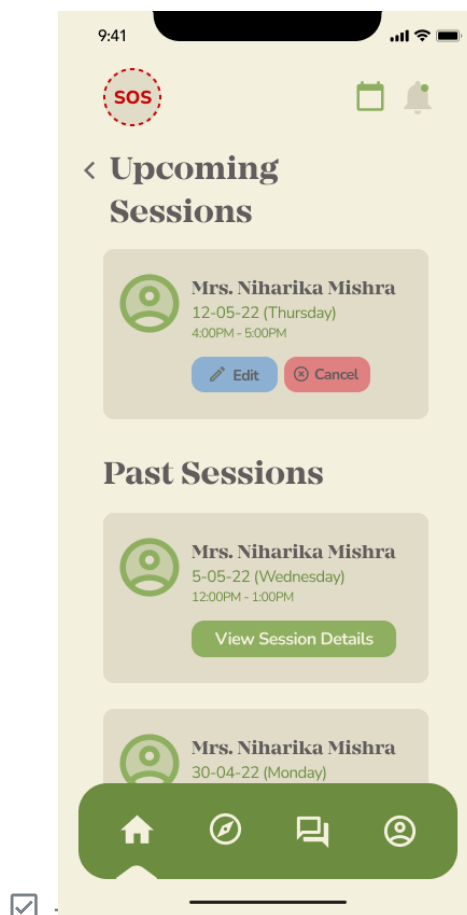 9:41
SOS
Upcoming
Sessions
Mrs. Niharika Mishra
12-05-22 (Thursday)
4:00PM - 5:00PM
Edit
Cancel
Past Sessions
Mrs. Niharika Mishra
5-05-22 (Wednesday)
12:00PM - 1:00PM
View Session Details
Mrs. Niharika Mishra
30-04-22 (Monday)